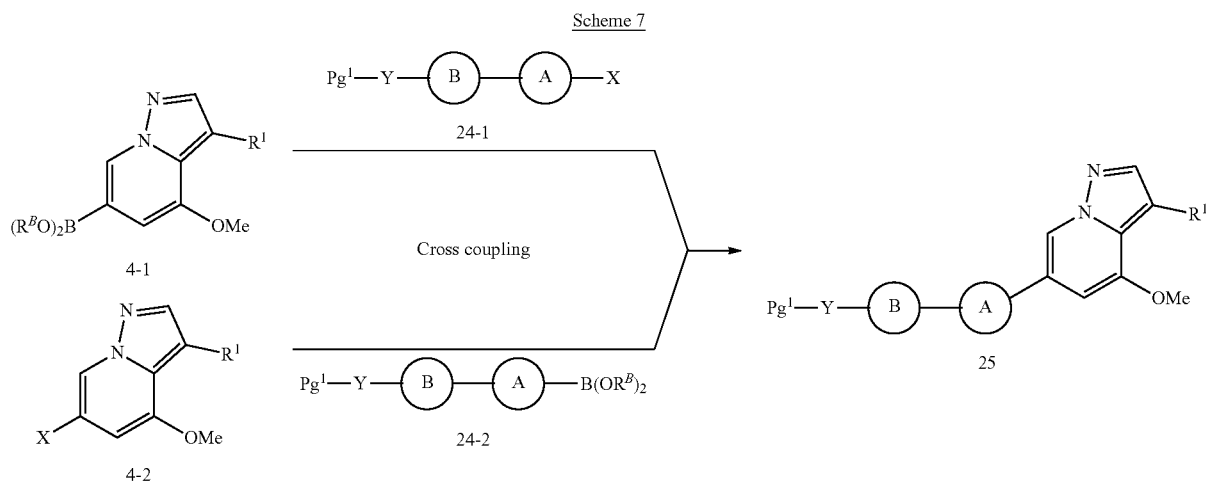 Scheme 7
Pg¹—Y—B—A—X
24-1
N
N
R¹
(RᴮO)₂B
OMe
4-1
Cross coupling
N
N
R¹
X
OMe
4-2
Pg¹—Y—B—A—B(ORᴮ)₂
24-2
N
N
R¹
OMe
Pg¹—Y—B—A
25